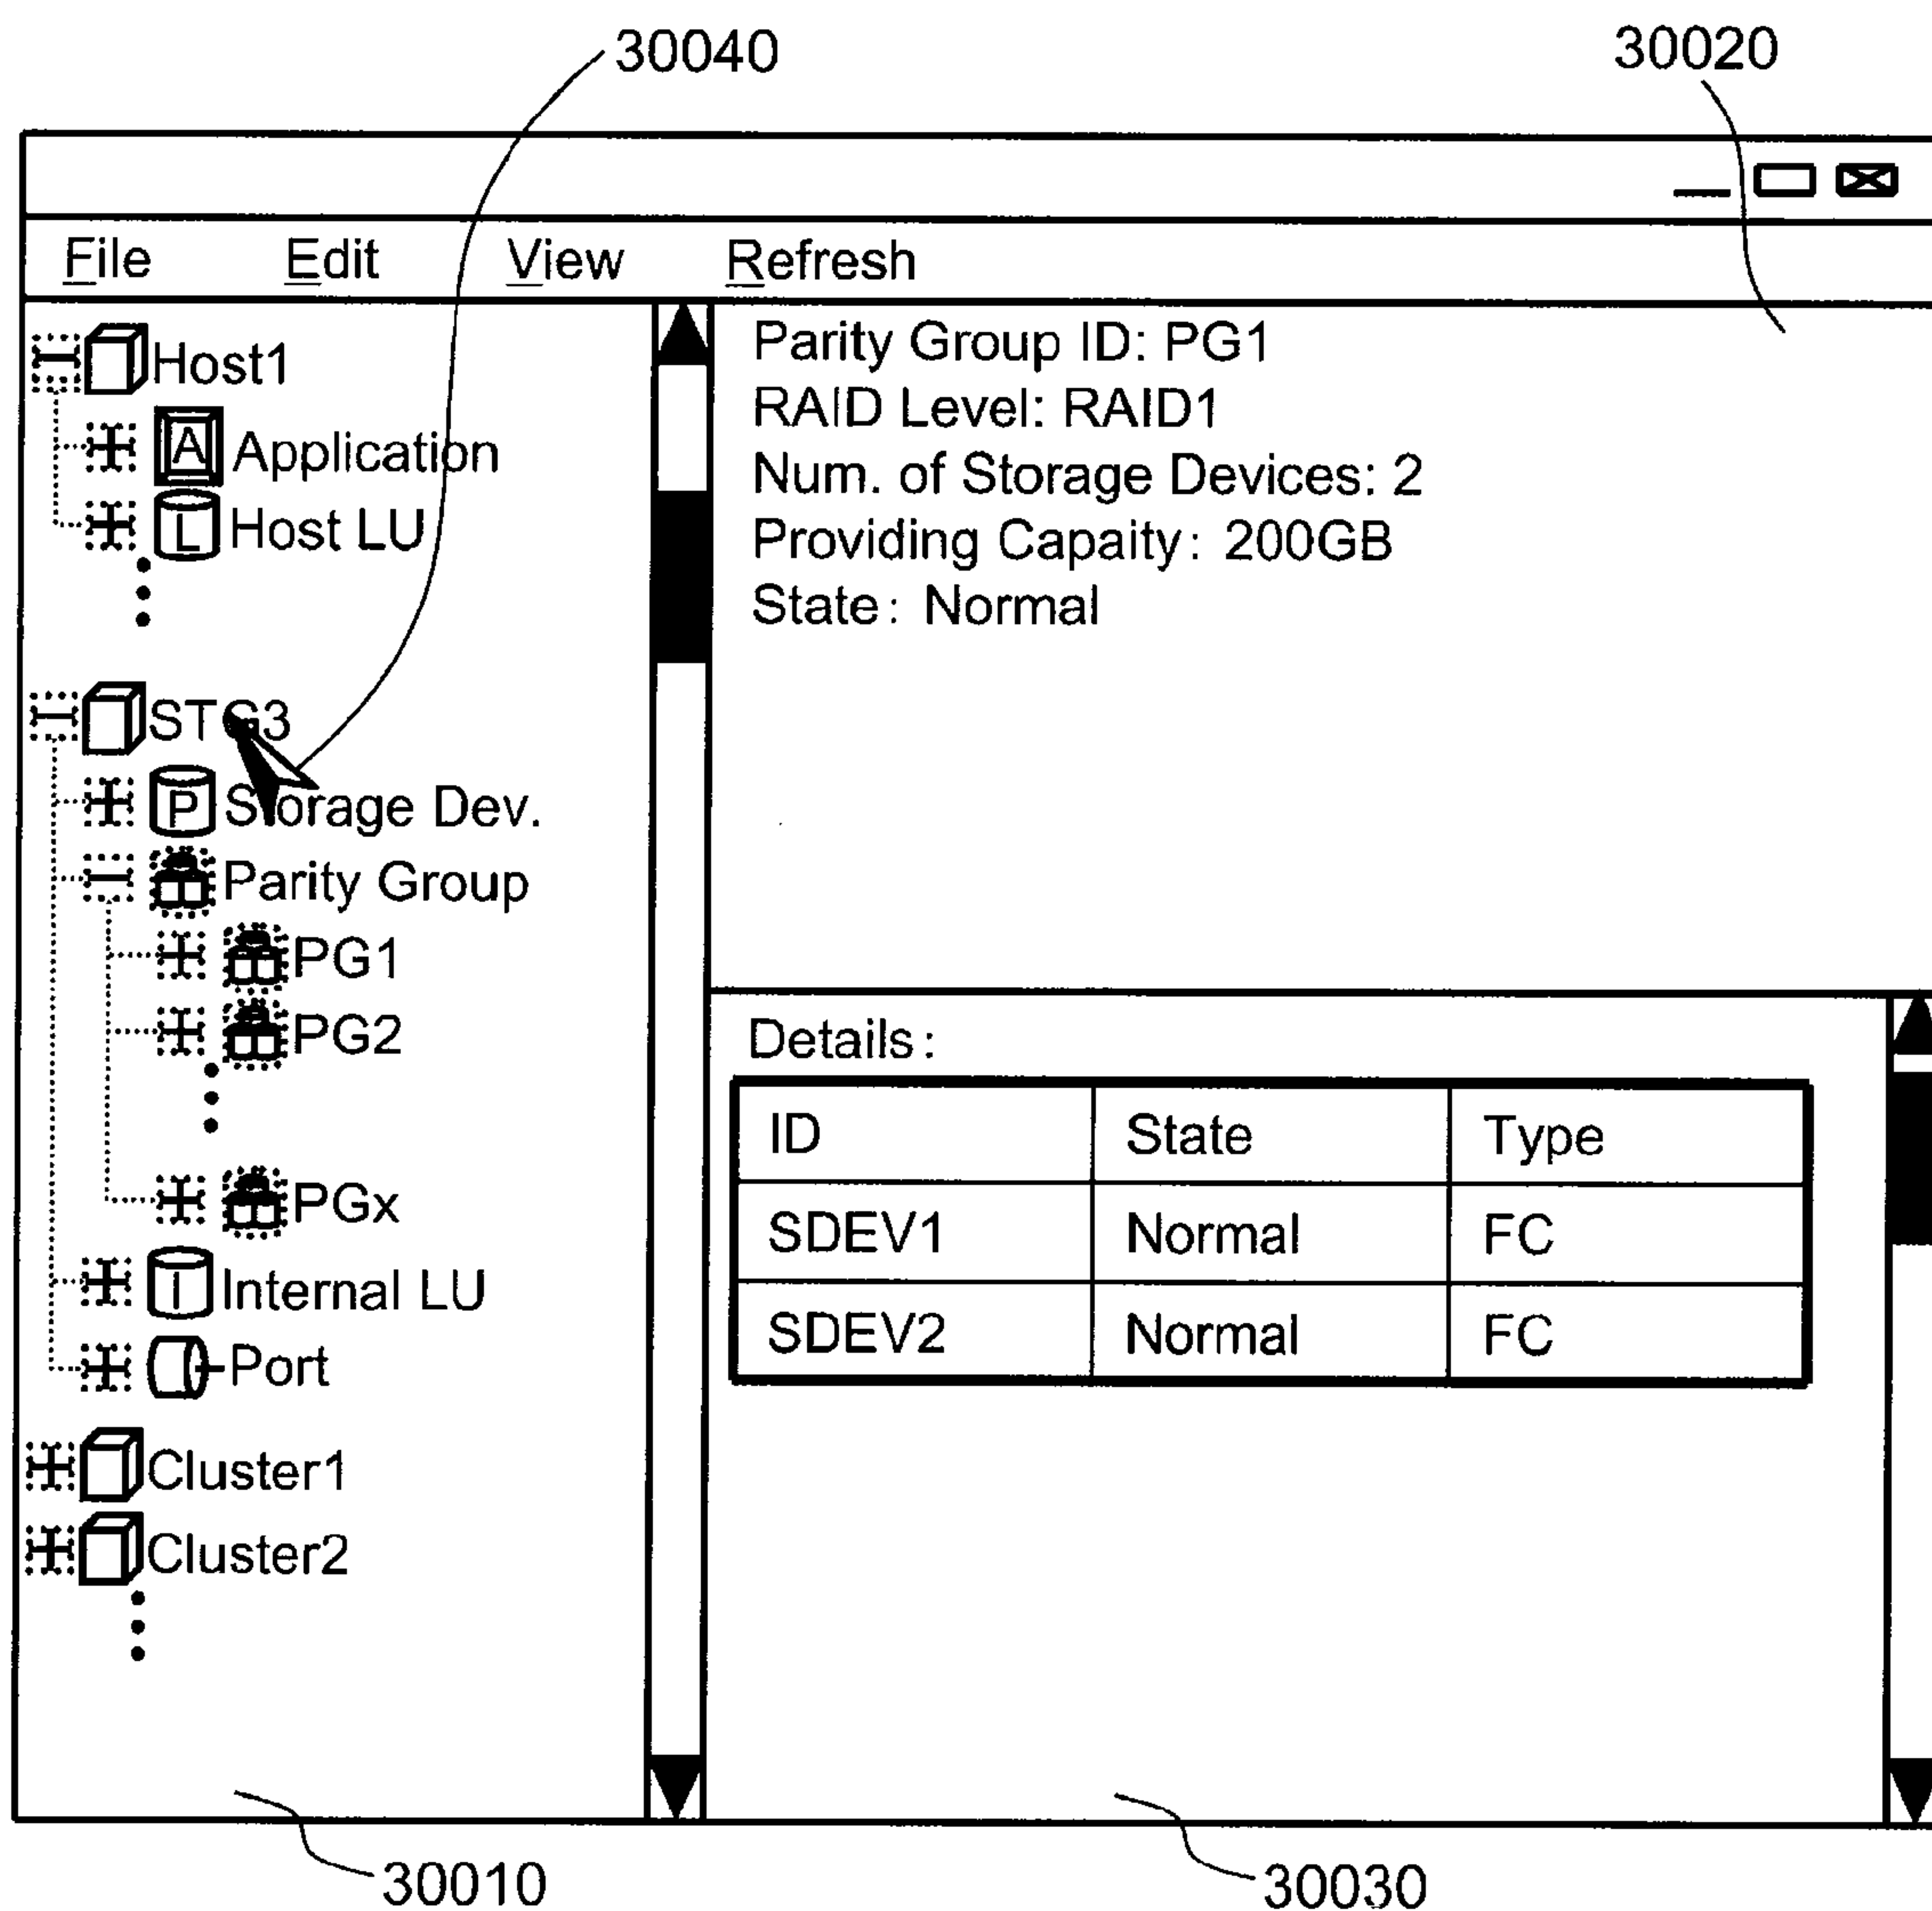 30040
30020
File Edit View Refresh
Host1
A Application
L Host LU
STG3
P Storage Dev.
Parity Group
PG1
PG2
PGx
I Internal LU
Port
Cluster1
Cluster2
Parity Group ID: PG1
RAID Level: RAID1
Num. of Storage Devices: 2
Providing Capaity: 200GB
State: Normal
Details:
ID State Type
SDEV1 Normal FC
SDEV2 Normal FC
30010
30030